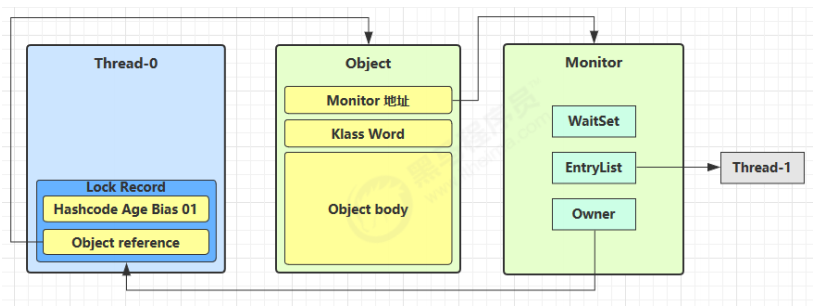 Thread-0
Lock Record
Hashcode Age Bias 01
Object reference
Object
Monitor 地址
Klass Word
Object body
Monitor
WaitSet
EntryList
Owner
Thread-1
黑马程序员